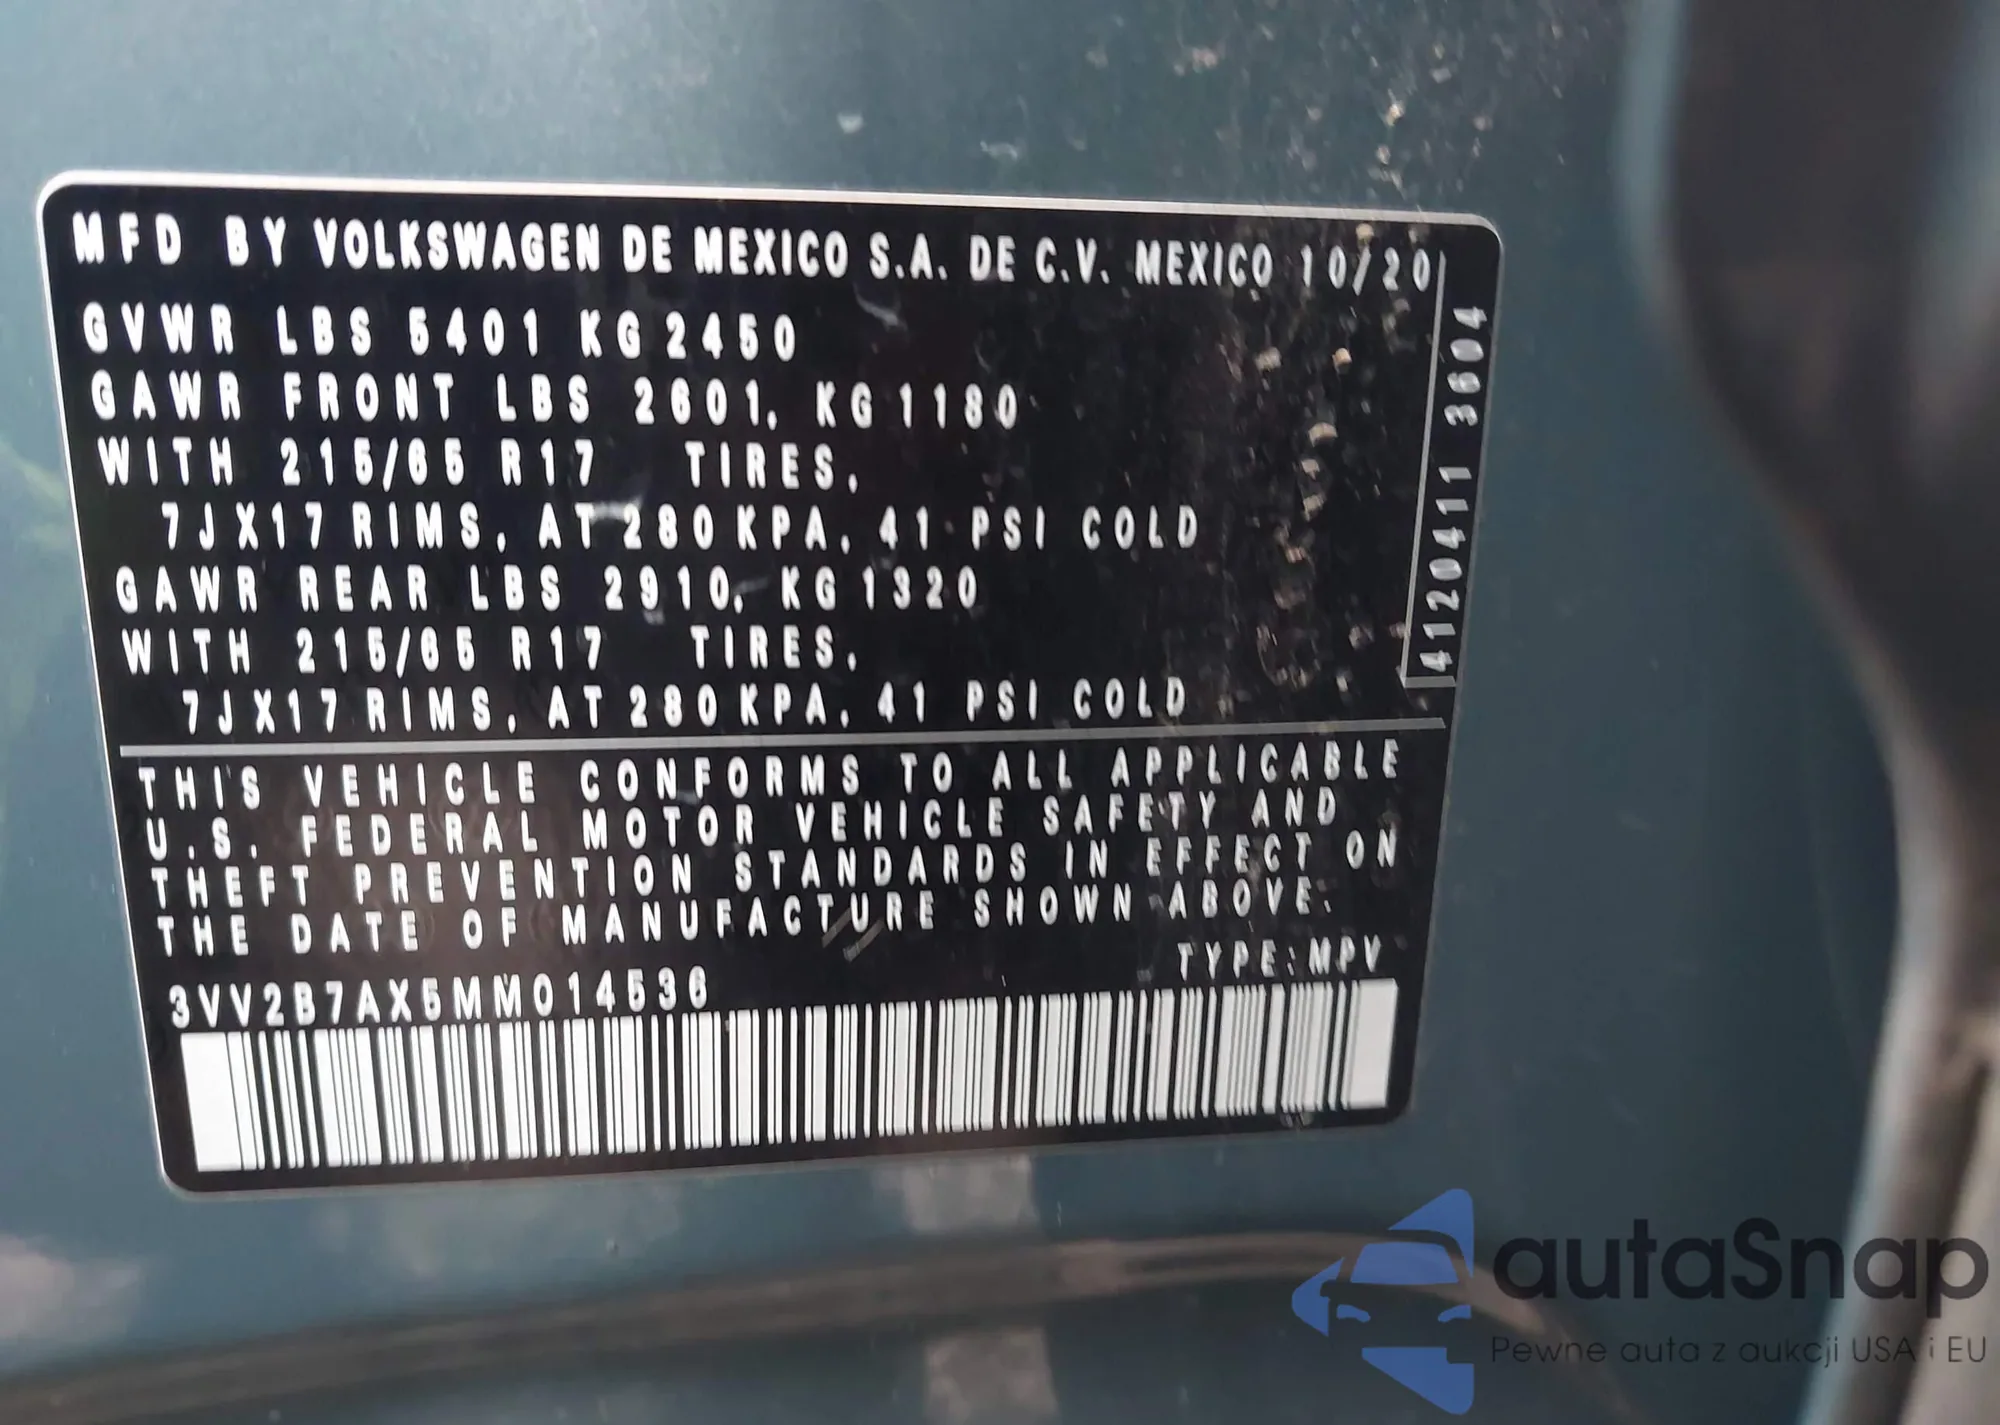 MFD BY VOLKSWAGEN DE MEXICO S.A. DE C.V. MEXICO 10/20
GVWR LBS 5401 KG 2450
GAWR FRONT LBS 2601, KG 1180
WITH 215/65 R17 TIRES,
7JX17 RIMS, AT 280 KPA, 41 PSI COLD
GAWR REAR LBS 2910, KG 1320
WITH 215/65 R17 TIRES,
7JX17 RIMS, AT 280 KPA, 41 PSI COLD
4120411 3604
THIS VEHICLE CONFORMS TO ALL APPLICABLE
U.S. FEDERAL MOTOR VEHICLE SAFETY AND
THEFT PREVENTION STANDARDS IN EFFECT ON
THE DATE OF MANUFACTURE SHOWN ABOVE.
TYPE: MPV
3VV2B7AX5MM014536
autaSnap
Pewne auta z aukcji USA i EU